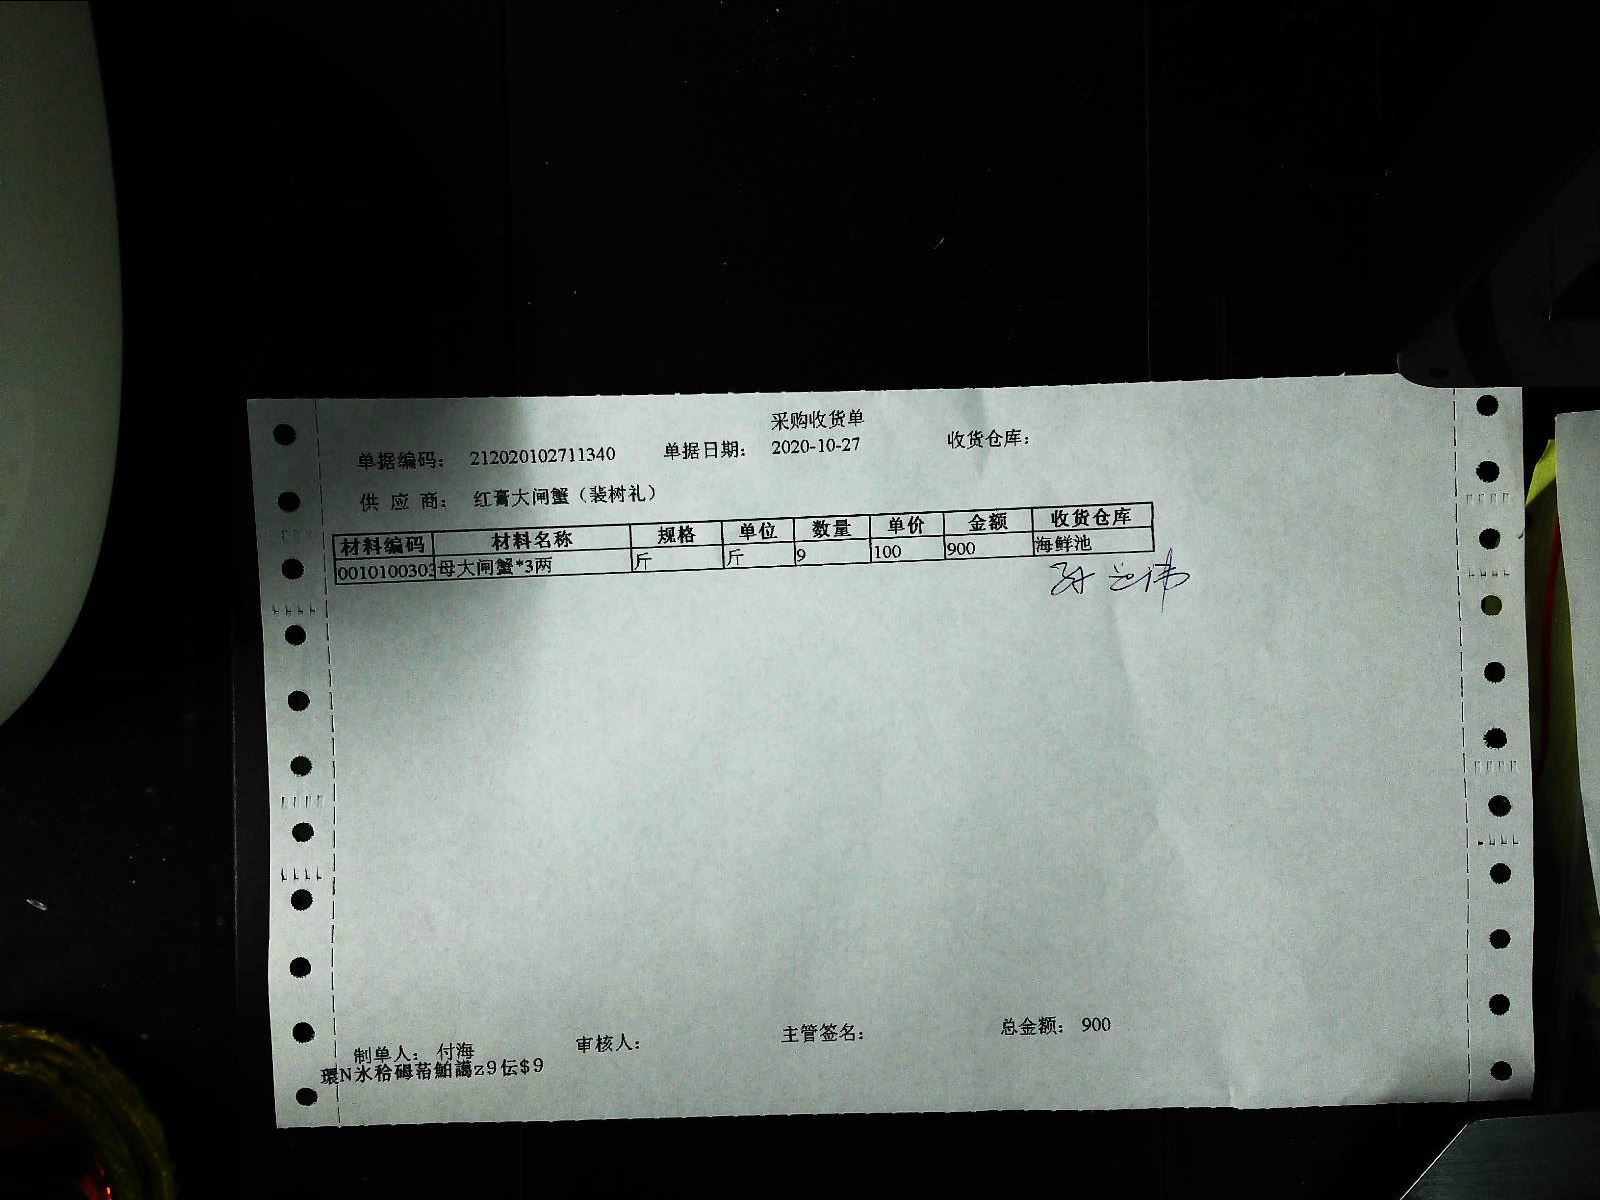 采购收货单
单据编码： 212020102711340 单据日期： 2020-10-27 收货仓库：
供 应 商： 红膏大闸蟹（裴树礼）
材料编码 材料名称 规格 单位 数量 单价 金额 收货仓库
0010100303 母大闸蟹*3两 斤 斤 9 100 900 海鲜池
制单人： 付海 审核人： 主管签名： 总金额： 900